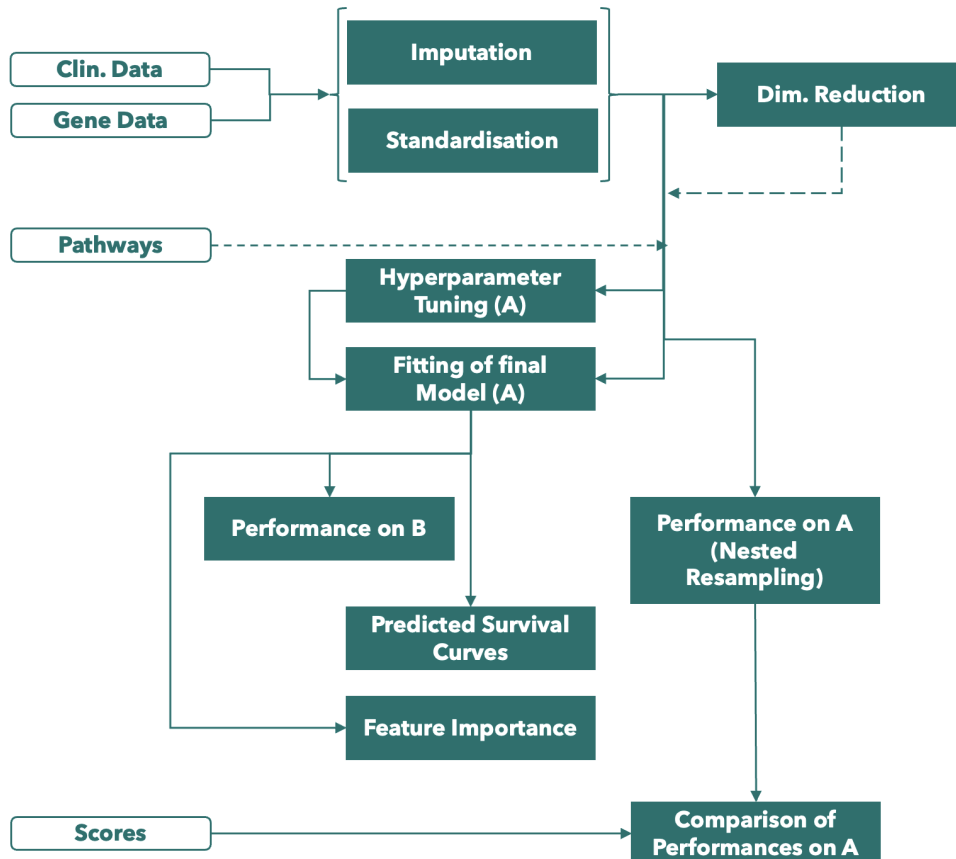 Imputation
Clin. Data
Dim. Reduction
Gene Data
Standardisation
Pathways
Hyperparameter
Tuning (A)
Fitting of final
Model (A)
Performance on B
Performance on A
(Nested
Resampling)
Predicted Survival
Curves
Feature Importance
Scores
Comparison of
Performances on A